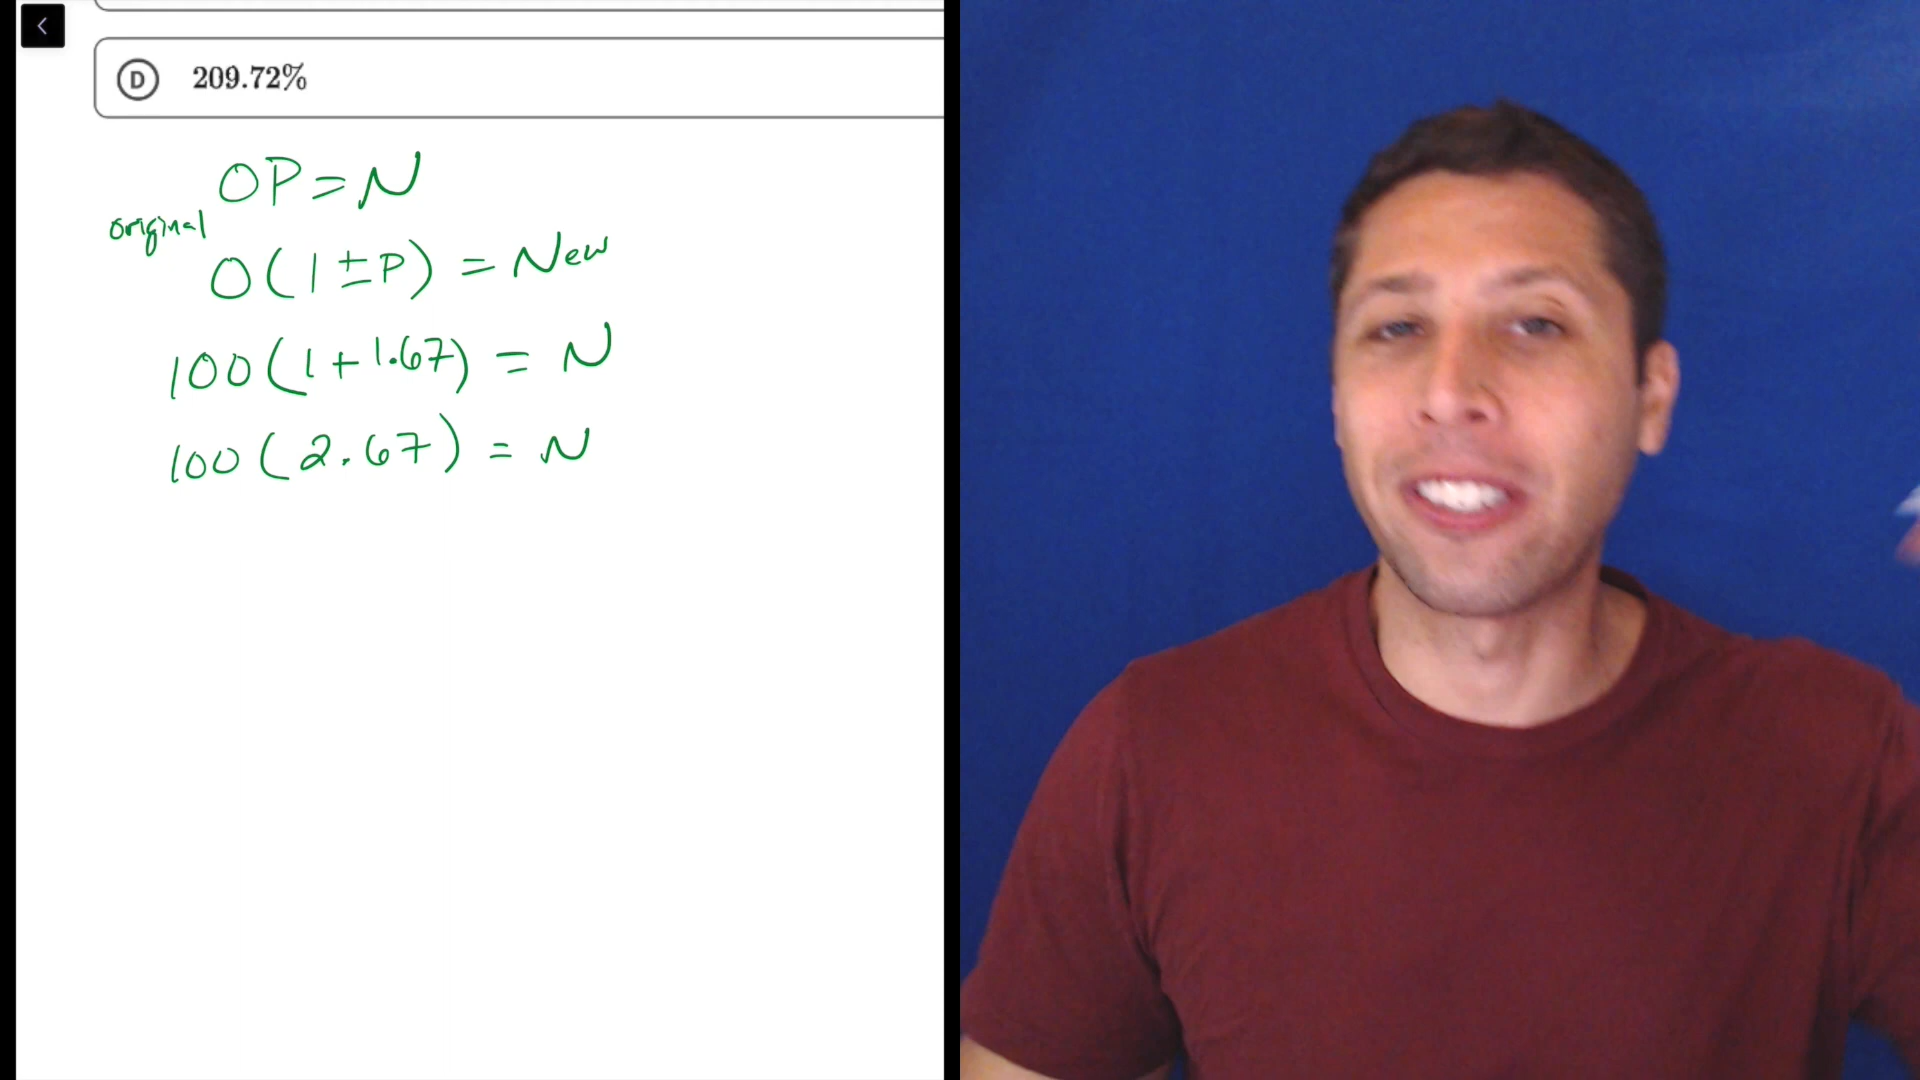 D 209.72%
OP = N
original
O(1 ± P) = New
100(1 + 1.67) = N
100(2.67) = N